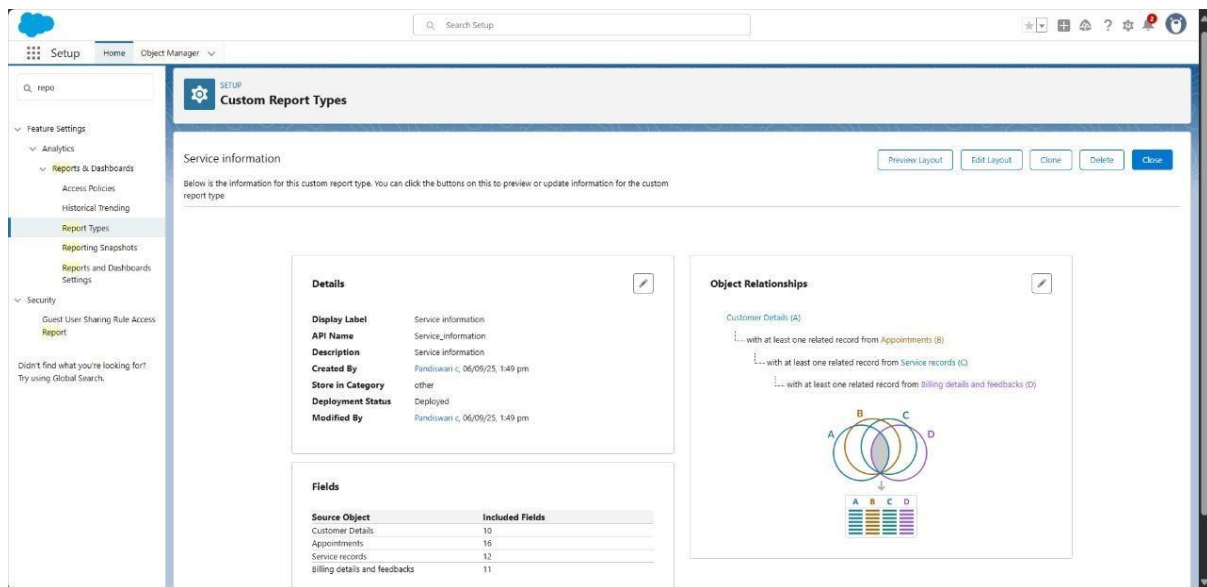 Search Setup
2
Setup
Home
Object Manager
repo
Feature Settings
Analytics
Reports & Dashboards
Access Policies
Historical Trending
Report Types
Reporting Snapshots
Reports and Dashboards
Settings
Security
Guest User Sharing Rule Access
Report
Didn't find what you're looking for?
Try using Global Search.
SETUP
Custom Report Types
Service information
Preview Layout
Edit Layout
Clone
Delete
Close
Below is the information for this custom report type. You can click the buttons on this to preview or update information for the custom
report type
Details
Display Label Service information
API Name Service_information
Description Service information
Created By Pandiswari c, 06/09/25, 1:49 pm
Store in Category other
Deployment Status Deployed
Modified By Pandiswari c, 06/09/25, 1:49 pm
Fields
Source Object Included Fields
Customer Details 10
Appointments 16
Service records 12
Billing details and feedbacks 11
Object Relationships
Customer Details (A)
with at least one related record from Appointments (B)
with at least one related record from Service records (C)
with at least one related record from Billing details and feedbacks (D)
B C
A D
A B C D